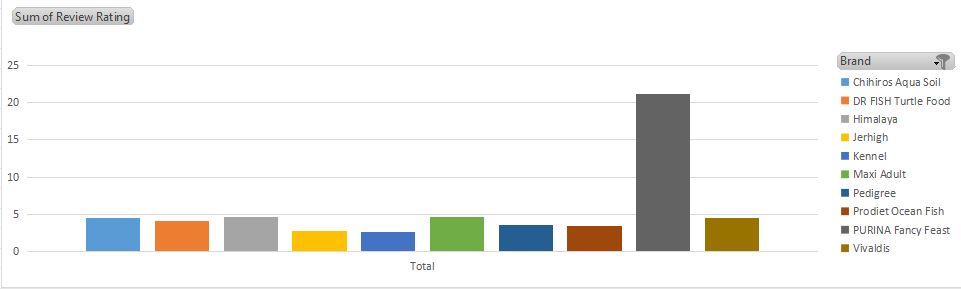 Sum of Review Rating
25
20
15
10
5
0
Total
Brand
Chihiros Aqua Soil
DR FISH Turtle Food
Himalaya
Jerhigh
Kennel
Maxi Adult
Pedigree
Prodiet Ocean Fish
PURINA Fancy Feast
Vivaldis